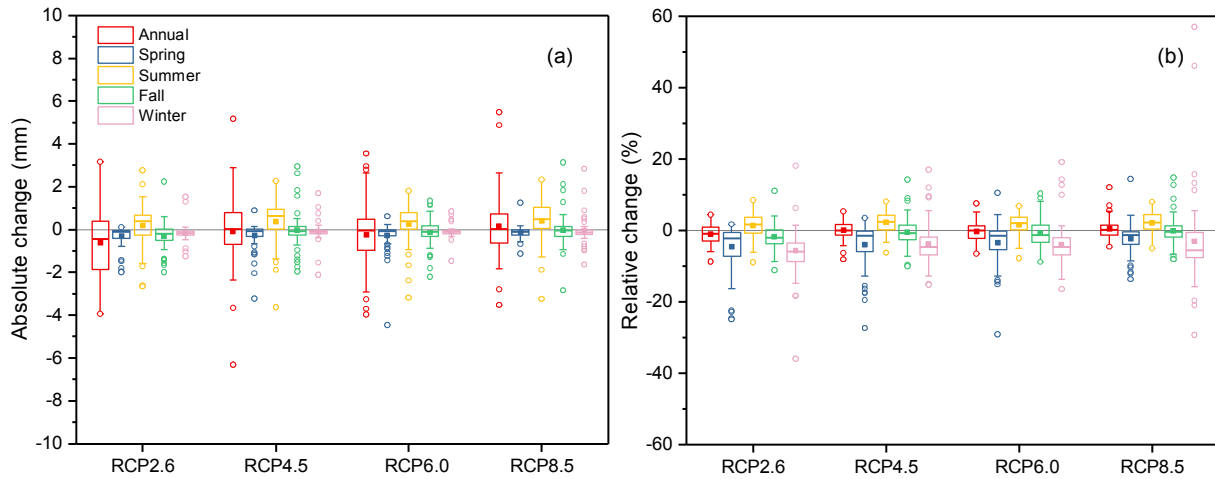 (a)
Annual
Spring
Summer
Fall
Winter
Absolute change (mm)
10
8
6
4
2
0
-2
-4
-6
-8
-10
RCP2.6 RCP4.5 RCP6.0 RCP8.5
(b)
Relative change (%)
60
40
20
0
-20
-40
-60
RCP2.6 RCP4.5 RCP6.0 RCP8.5